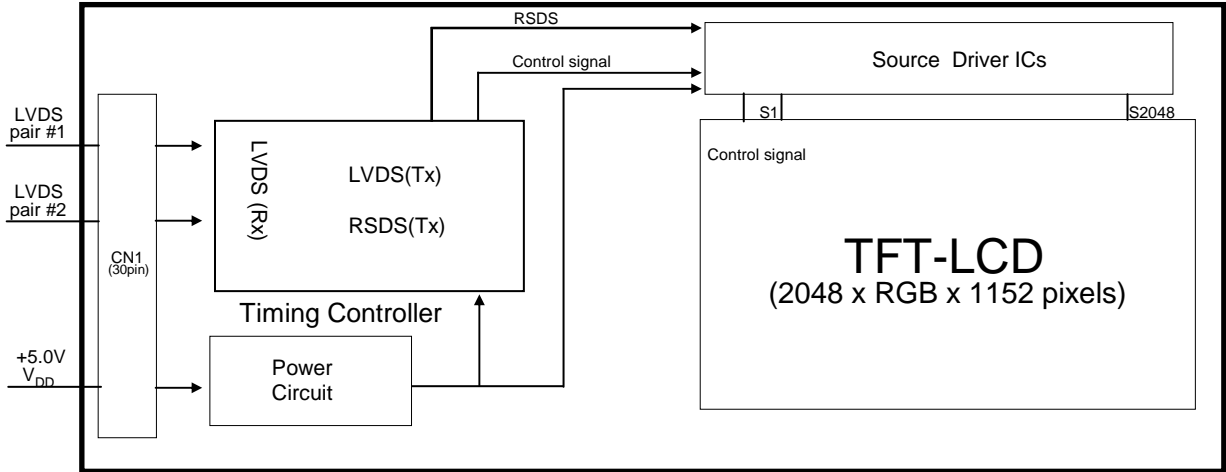 RSDS
Control signal
Source Driver ICs
S1
S2048
LVDS
pair #1
LVDS
pair #2
CN1
(30pin)
LVDS (Rx)
LVDS(Tx)
RSDS(Tx)
Timing Controller
Control signal
TFT-LCD
(2048 x RGB x 1152 pixels)
+5.0V
VDD
Power
Circuit